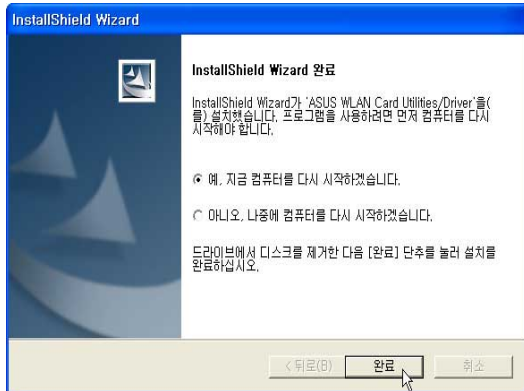 InstallShield Wizard
InstallShield Wizard 완료
InstallShield Wizard가 'ASUS WLAN Card Utilities/Driver'을(
를) 설치했습니다. 프로그램을 사용하려면 먼저 컴퓨터를 다시
시작해야 합니다.
예, 지금 컴퓨터를 다시 시작하겠습니다.
아니오, 나중에 컴퓨터를 다시 시작하겠습니다.
드라이브에서 디스크를 제거한 다음 [완료] 단추를 눌러 설치를
완료하십시오.
< 뒤로(B) 완료 취소